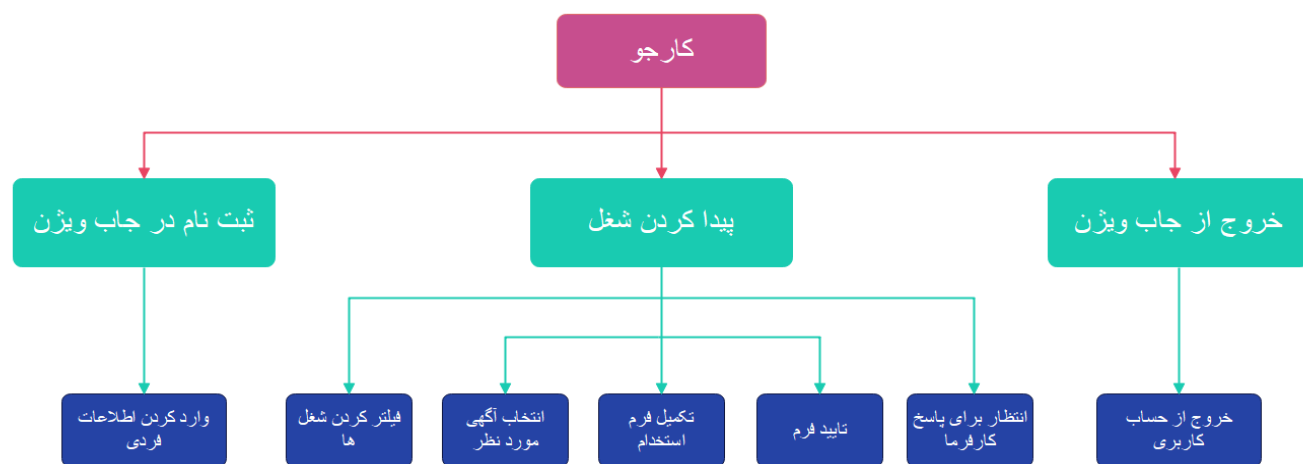 کارجو
ثبت نام در جاب ویژن
پیدا کردن شغل
خروج از جاب ویژن
وارد کردن اطلاعات
فردی
فیلتر کردن شغل
ها
انتخاب آگهی
مورد نظر
تکمیل فرم
استخدام
تایید فرم
انتظار برای پاسخ
کارفرما
خروج از حساب
کاربری